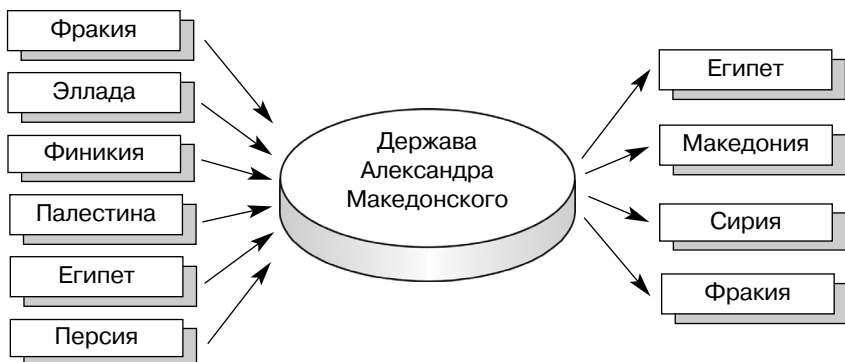 Фракия
Эллада
Финикия
Палестина
Египет
Персия
Держава
Александра
Македонского
Египет
Македония
Сирия
Фракия